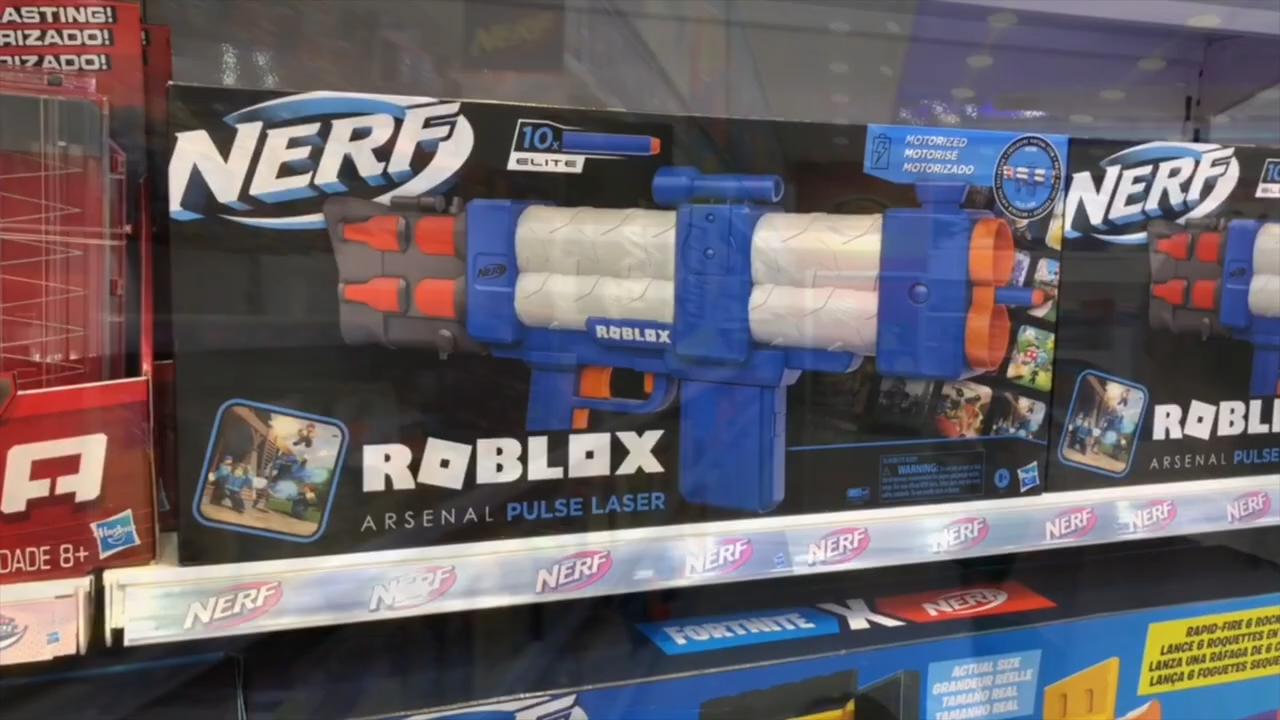 ASTING!
RIZADO!
RIZADO!
NERF
10x
ELITE
MOTORIZED
MOTORISÉ
MOTORIZADO
NERF
NERF
ROBLOX
ROBLOX
ARSENAL PULSE LASER
WARNING:
ROBL
ARSENAL PULSE
A
Hasbro
DADE 8+
NERF
NERF
NERF
NERF
NERF
NERF
NERF
NERF
NERF
FORTNITE X NERF
ACTUAL SIZE
GRANDEUR RÉELLE
TAMAÑO REAL
TAMANHO REAL
RAPID-FIRE 6 ROCK
LANCE 6 ROQUETTES EN
LANZA UNA RÁFAGA DE 6 C
LANÇA 6 FOGUETES SEQUE